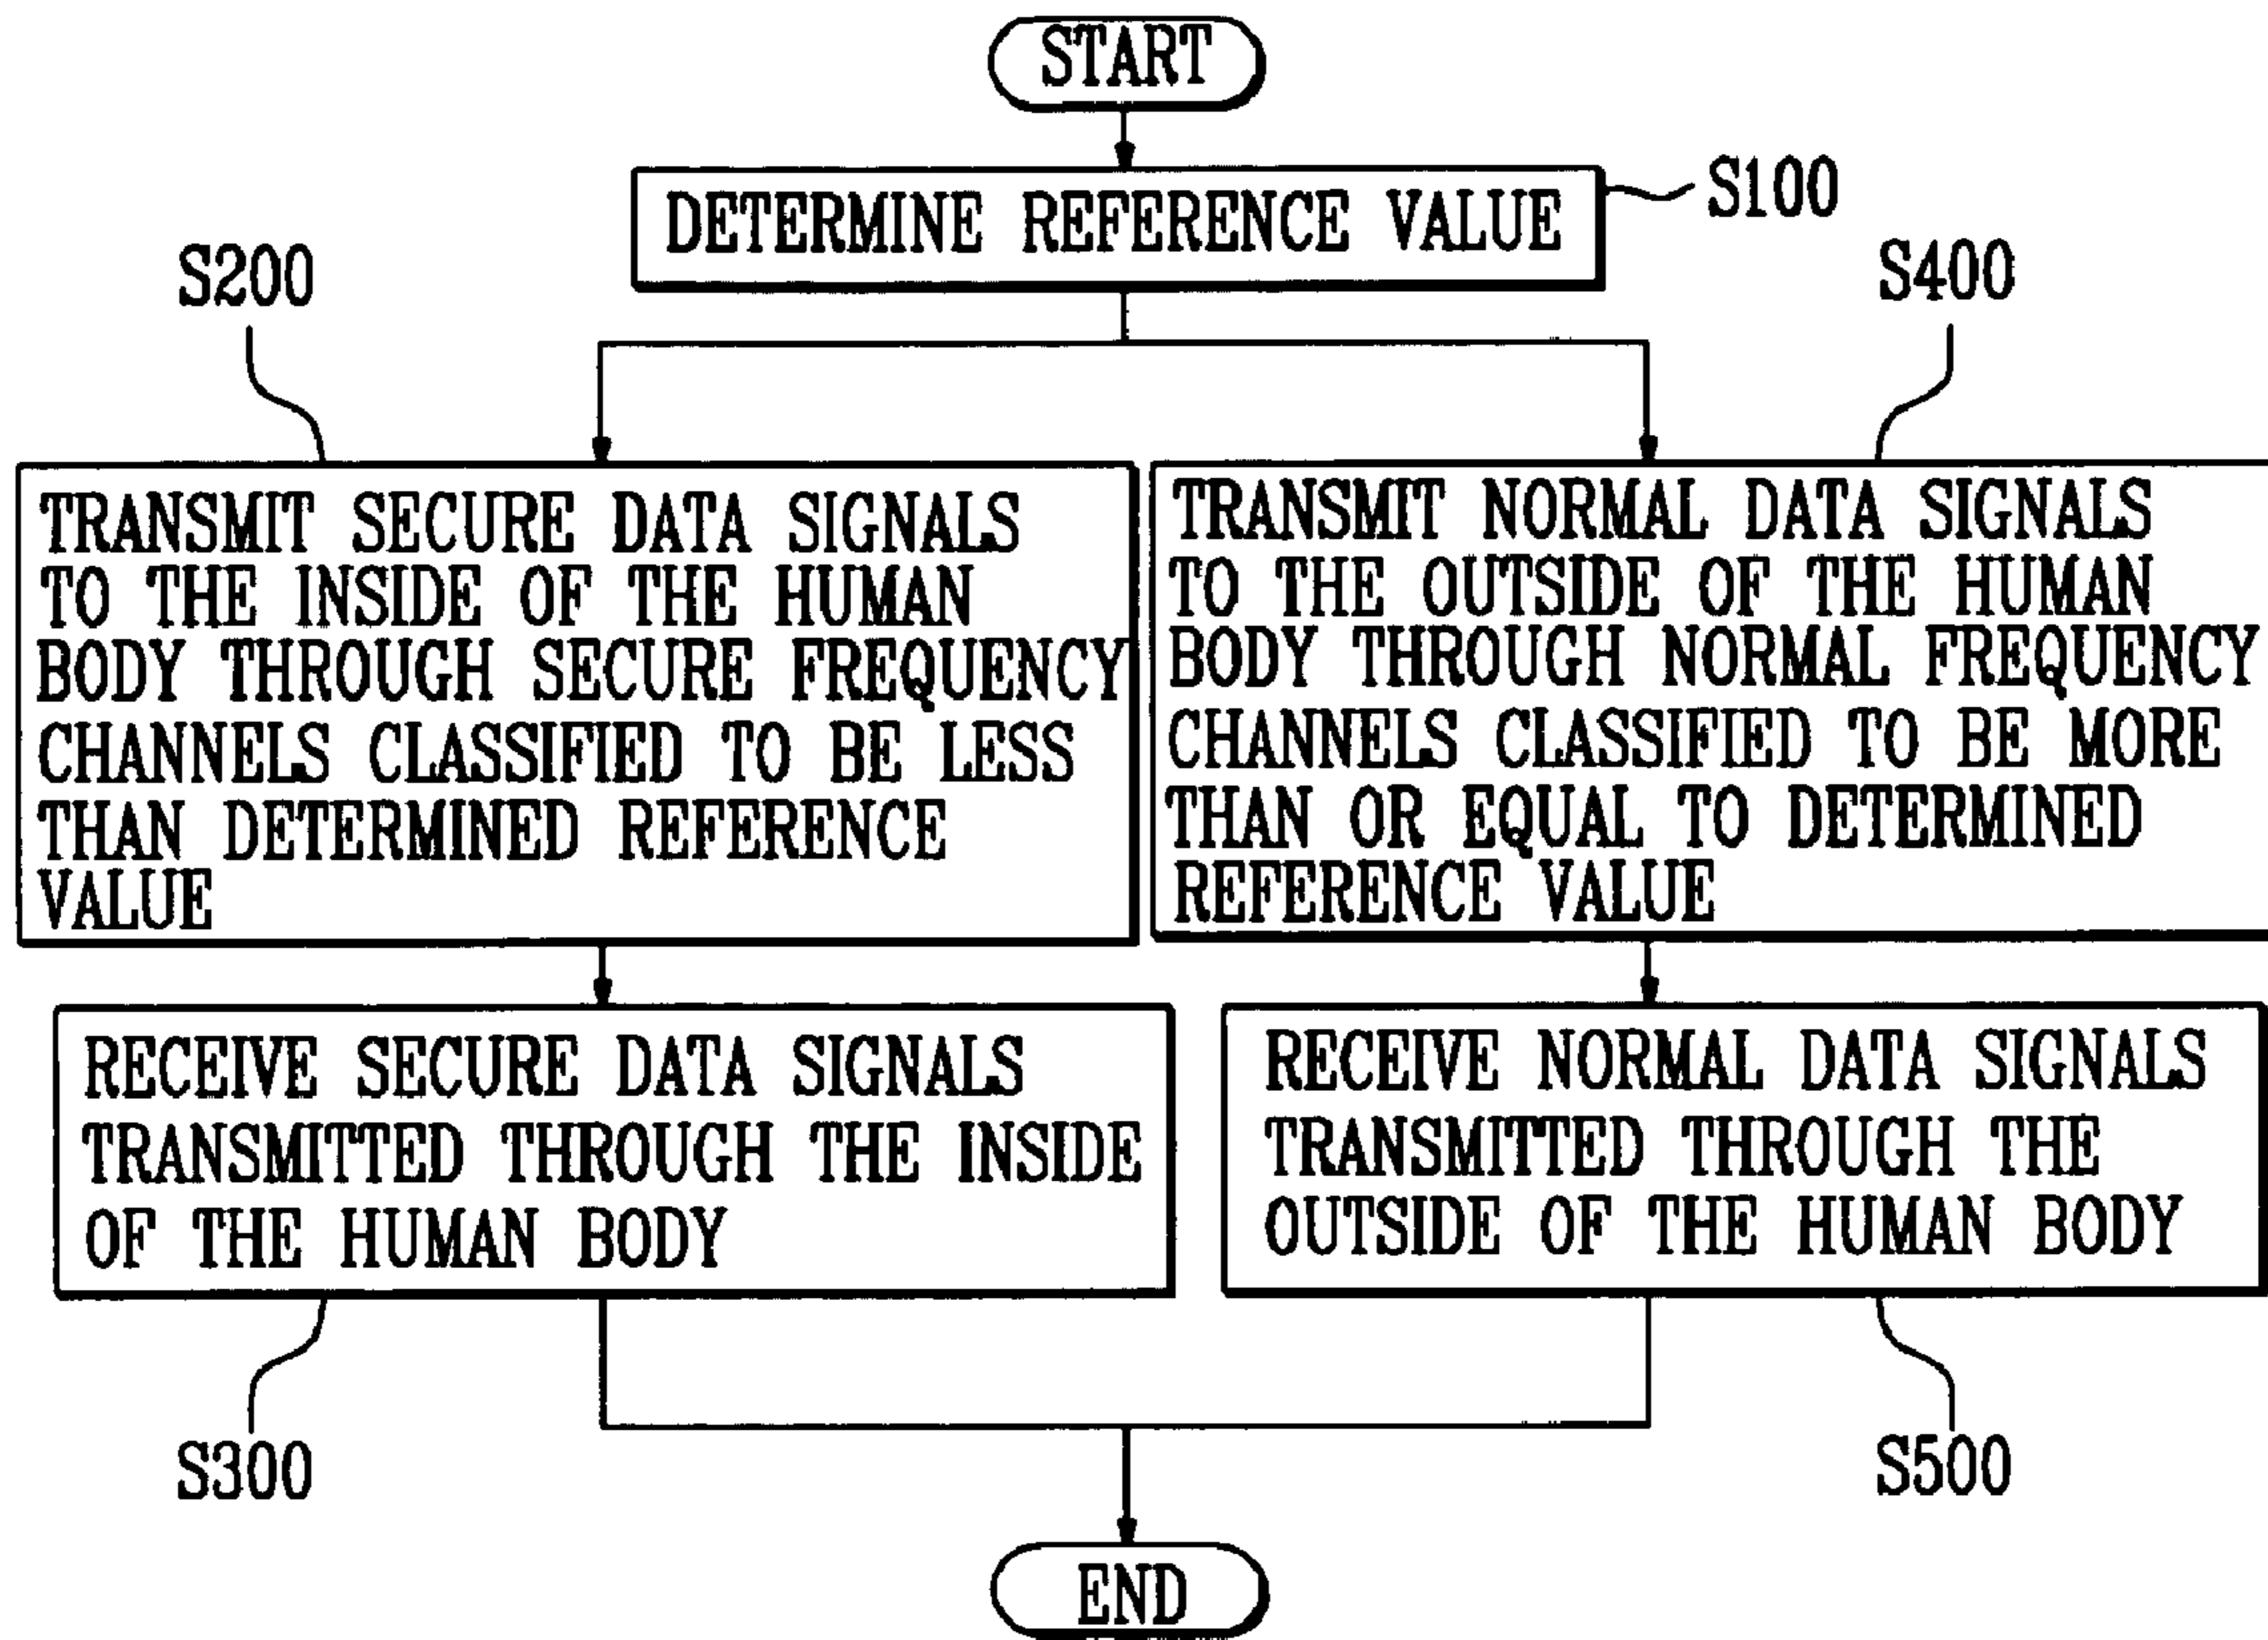 START
DETERMINE REFERENCE VALUE
S100
S200
S400
TRANSMIT SECURE DATA SIGNALS
TO THE INSIDE OF THE HUMAN
BODY THROUGH SECURE FREQUENCY
CHANNELS CLASSIFIED TO BE LESS
THAN DETERMINED REFERENCE
VALUE
TRANSMIT NORMAL DATA SIGNALS
TO THE OUTSIDE OF THE HUMAN
BODY THROUGH NORMAL FREQUENCY
CHANNELS CLASSIFIED TO BE MORE
THAN OR EQUAL TO DETERMINED
REFERENCE VALUE
RECEIVE SECURE DATA SIGNALS
TRANSMITTED THROUGH THE INSIDE
OF THE HUMAN BODY
RECEIVE NORMAL DATA SIGNALS
TRANSMITTED THROUGH THE
OUTSIDE OF THE HUMAN BODY
S300
S500
END